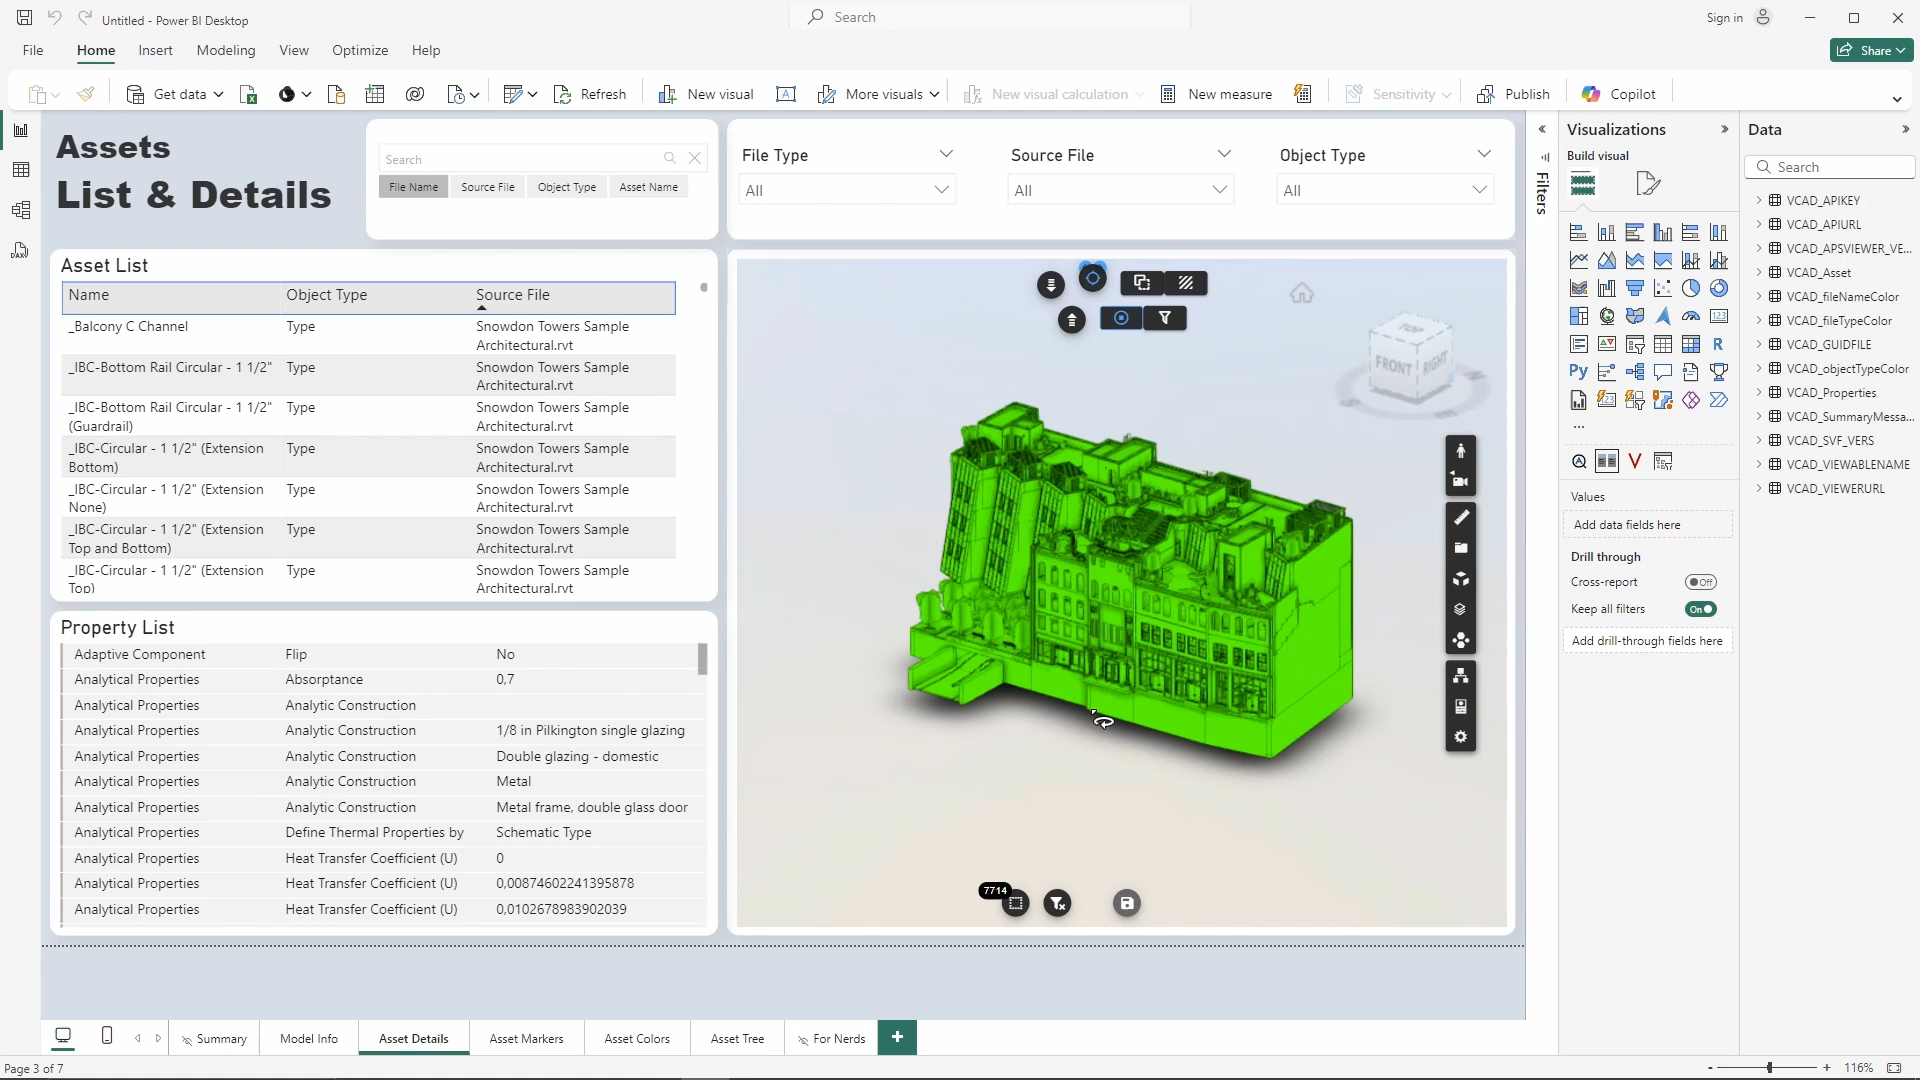 Untitled - Power BI Desktop
Search
Sign in
File
Home
Insert
Modeling
View
Optimize
Help
Share
Get data
Refresh
New visual
More visuals
New visual calculation
New measure
Sensitivity
Publish
Copilot
Assets
List & Details
Search
File Name
Source File
Object Type
Asset Name
File Type
All
Source File
All
Object Type
All
Asset List
Name
Object Type
Source File
_Balcony C Channel
Type
Snowdon Towers Sample
Architectural.rvt
_IBC-Bottom Rail Circular - 1 1/2"
Type
Snowdon Towers Sample
Architectural.rvt
_IBC-Bottom Rail Circular - 1 1/2"
(Guardrail)
Type
Snowdon Towers Sample
Architectural.rvt
_IBC-Circular - 1 1/2" (Extension
Bottom)
Type
Snowdon Towers Sample
Architectural.rvt
_IBC-Circular - 1 1/2" (Extension
None)
Type
Snowdon Towers Sample
Architectural.rvt
_IBC-Circular - 1 1/2" (Extension
Top and Bottom)
Type
Snowdon Towers Sample
Architectural.rvt
_IBC-Circular - 1 1/2" (Extension
Top)
Type
Snowdon Towers Sample
Architectural.rvt
Property List
Adaptive Component Flip No
Analytical Properties Absorptance 0,7
Analytical Properties Analytic Construction
Analytical Properties Analytic Construction 1/8 in Pilkington single glazing
Analytical Properties Analytic Construction Double glazing - domestic
Analytical Properties Analytic Construction Metal
Analytical Properties Analytic Construction Metal frame, double glass door
Analytical Properties Define Thermal Properties by Schematic Type
Analytical Properties Heat Transfer Coefficient (U) 0
Analytical Properties Heat Transfer Coefficient (U) 0,00874602241395878
Analytical Properties Heat Transfer Coefficient (U) 0,0102678983902039
TOP
FRONT
RIGHT
7714
Filters
Visualizations
Build visual
R
Py
123
Values
Add data fields here
Drill through
Cross-report
Off
Keep all filters
On
Add drill-through fields here
Data
Search
VCAD_APIKEY
VCAD_APIURL
VCAD_APSVIEWER_VE...
VCAD_Asset
VCAD_fileNameColor
VCAD_fileTypeColor
VCAD_GUIDFILE
VCAD_objectTypeColor
VCAD_Properties
VCAD_SummaryMessa...
VCAD_SVF_VERS
VCAD_VIEWABLENAME
VCAD_VIEWERURL
Summary
Model Info
Asset Details
Asset Markers
Asset Colors
Asset Tree
For Nerds
Page 3 of 7
116%